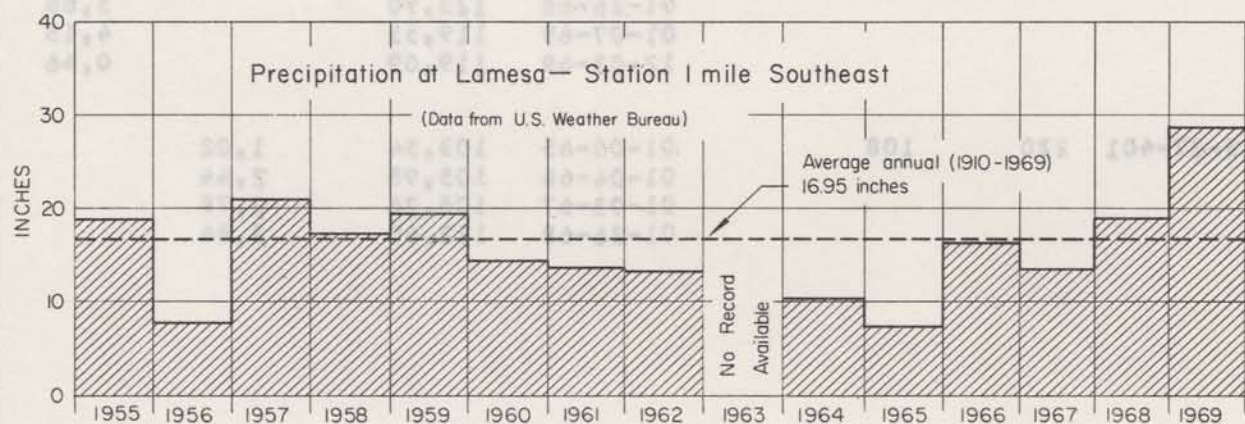 40
30
20
10
0
INCHES
Precipitation at Lamesa— Station 1 mile Southeast
(Data from U.S. Weather Bureau)
Average annual (1910-1969)
16.95 inches
No Record
Available
1955 1956 1957 1958 1959 1960 1961 1962 1963 1964 1965 1966 1967 1968 1969